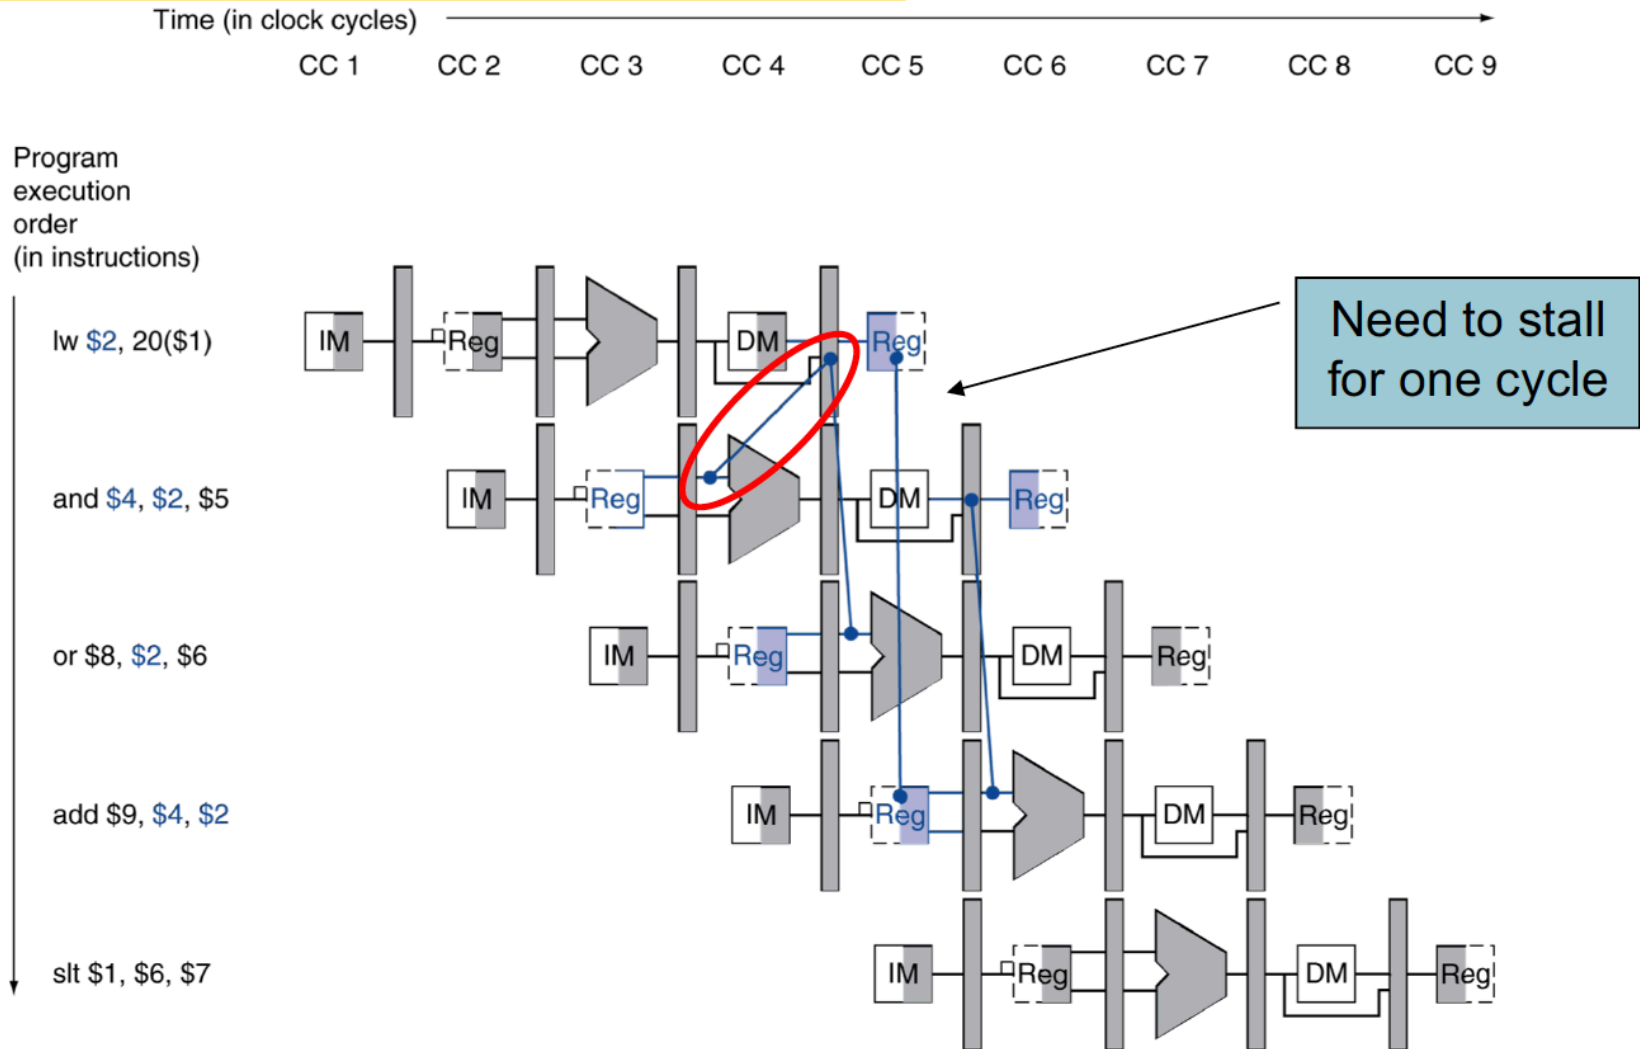 Time (in clock cycles)
CC 1 CC 2 CC 3 CC 4 CC 5 CC 6 CC 7 CC 8 CC 9
Program
execution
order
(in instructions)
lw $2, 20($1)
IM Reg DM Reg
Need to stall
for one cycle
and $4, $2, $5
IM Reg DM Reg
or $8, $2, $6
IM Reg DM Reg
add $9, $4, $2
IM Reg DM Reg
slt $1, $6, $7
IM Reg DM Reg